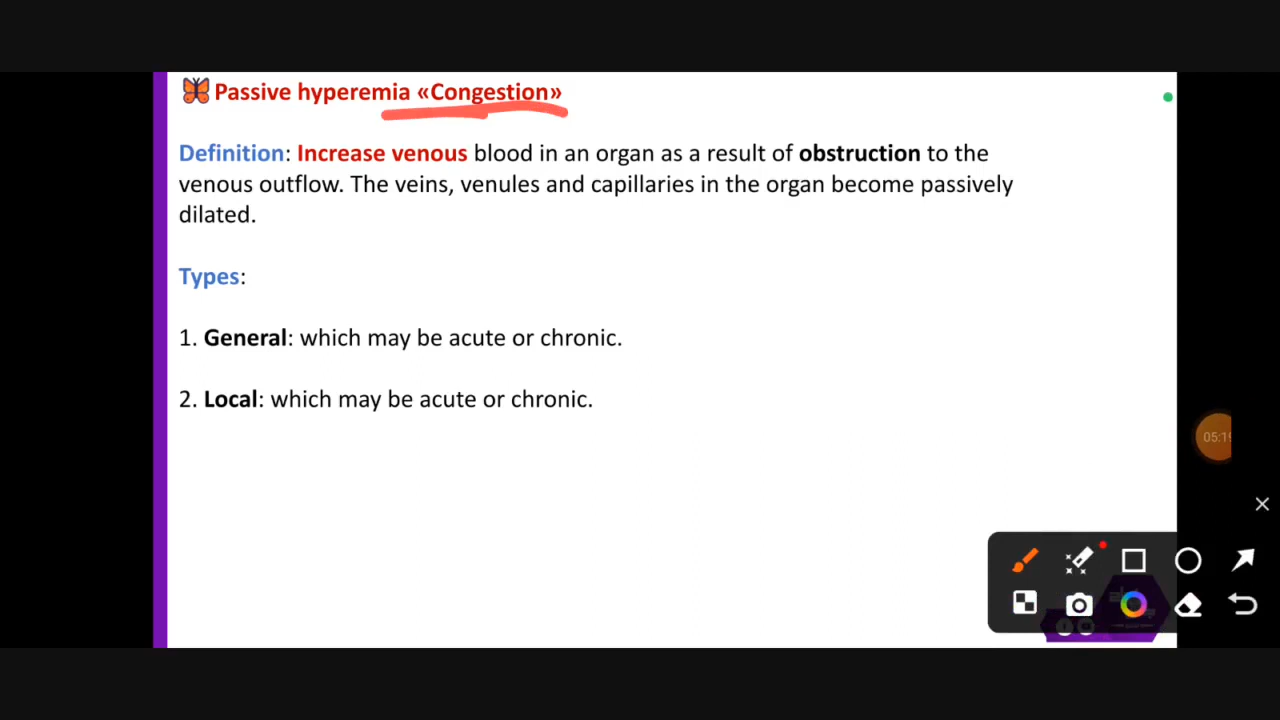 Passive hyperemia «Congestion»
Definition: Increase venous blood in an organ as a result of obstruction to the
venous outflow. The veins, venules and capillaries in the organ become passively
dilated.
Types:
1. General: which may be acute or chronic.
2. Local: which may be acute or chronic.
05:19